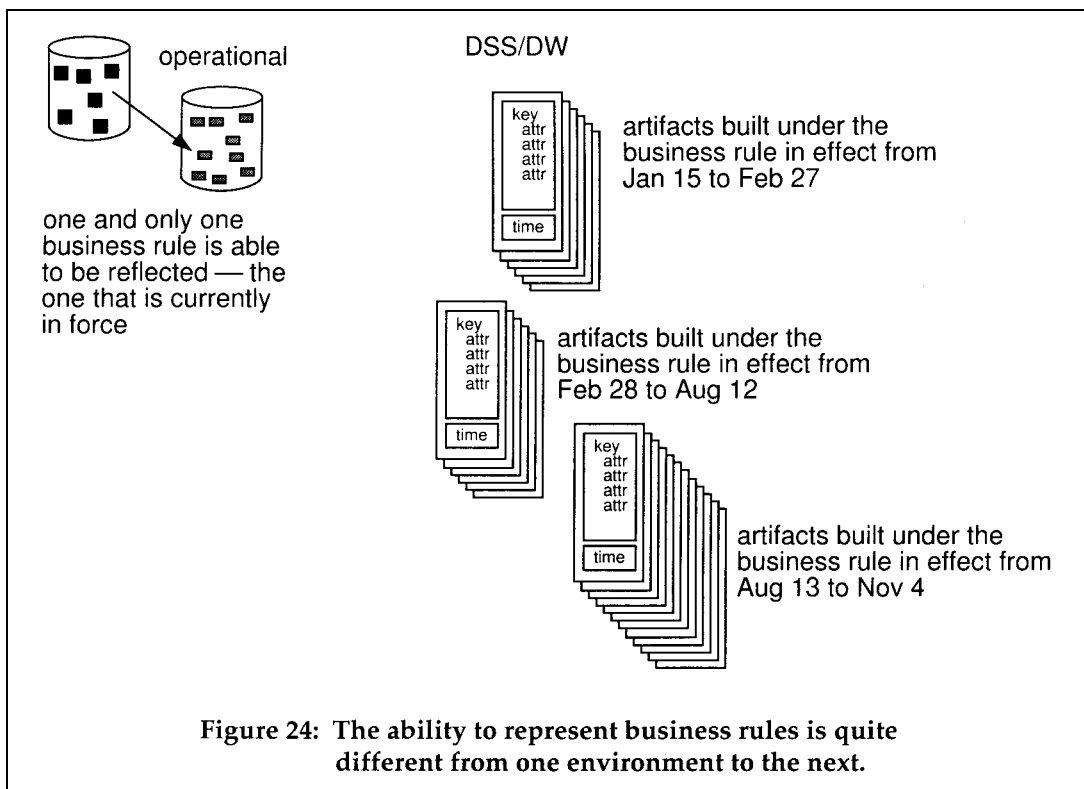 operational
one and only one
business rule is able
to be reflected — the
one that is currently
in force
DSS/DW
key
attr
attr
attr
attr
time
artifacts built under the
business rule in effect from
Jan 15 to Feb 27
key
attr
attr
attr
attr
time
artifacts built under the
business rule in effect from
Feb 28 to Aug 12
key
attr
attr
attr
attr
time
artifacts built under the
business rule in effect from
Aug 13 to Nov 4
Figure 24: The ability to represent business rules is quite
different from one environment to the next.